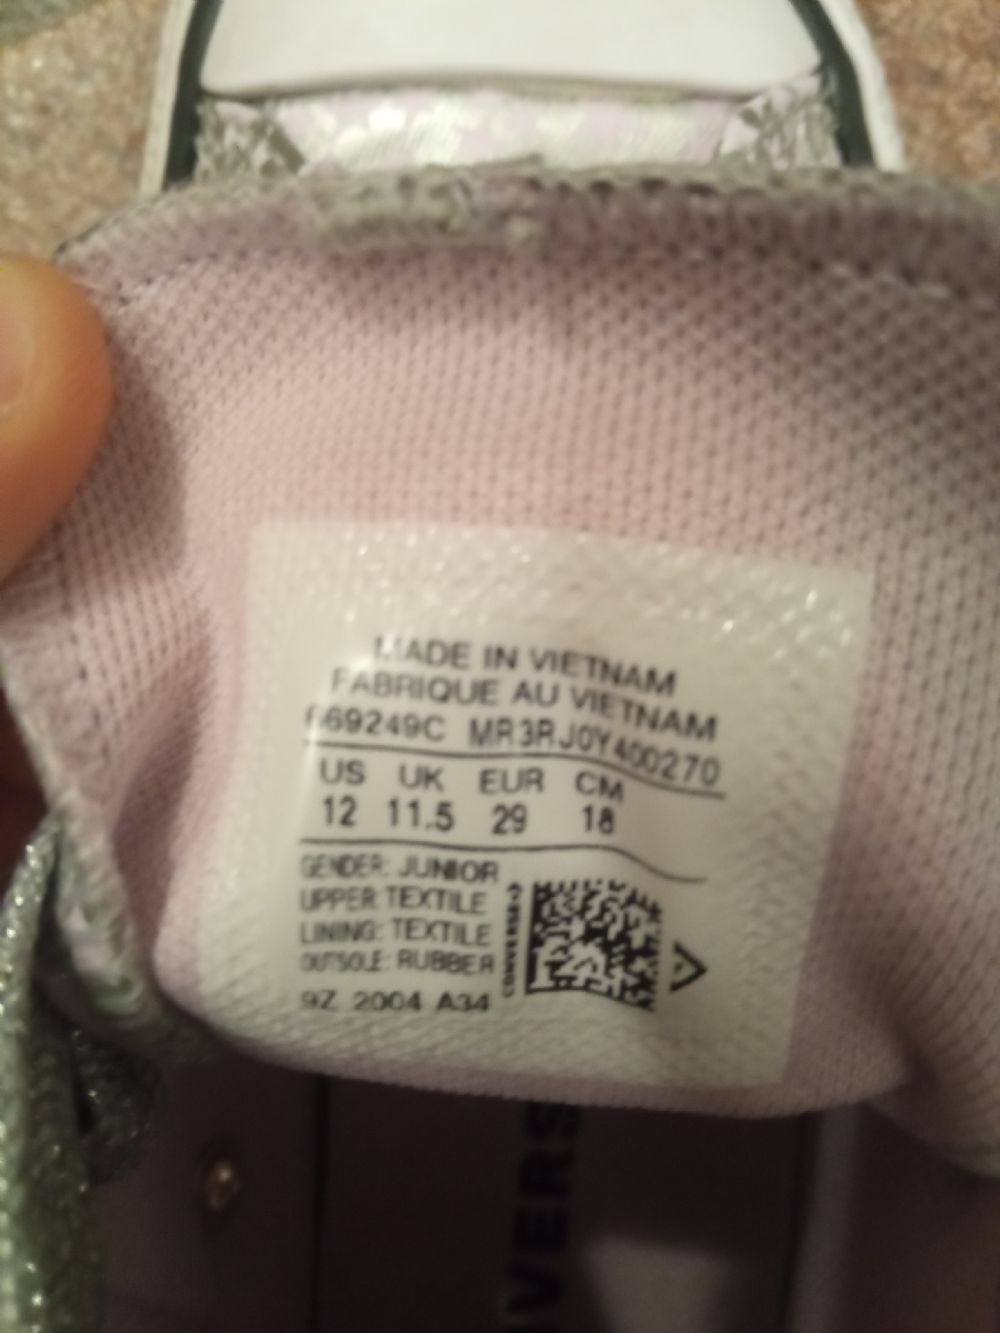 MADE IN VIETNAM
FABRIQUE AU VIETNAM
669249C MR3RJ0Y400270
US UK EUR CM
12 11.5 29 18
GENDER: JUNIOR
UPPER: TEXTILE
LINING: TEXTILE
OUTSOLE: RUBBER
9Z 2004 A34
CONVERSE
VERS